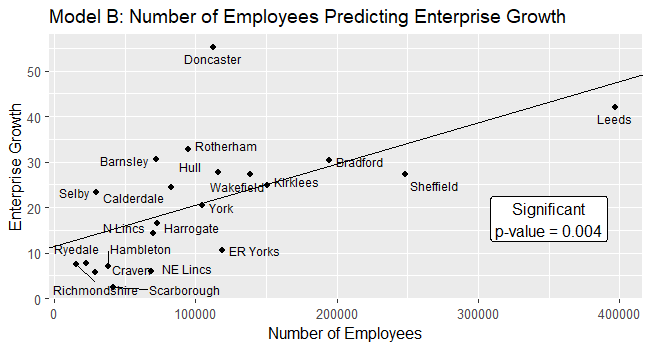 Model B: Number of Employees Predicting Enterprise Growth
Enterprise Growth
50
40
30
20
10
0
Doncaster
Leeds
Rotherham
Barnsley
Hull
Bradford
Wakefield
Kirklees
Sheffield
Selby
Calderdale
York
N Lincs
Harrogate
Significant
p-value = 0.004
Ryedale
Hambleton
ER Yorks
Craven
NE Lincs
Richmondshire
Scarborough
0
100000
200000
300000
400000
Number of Employees